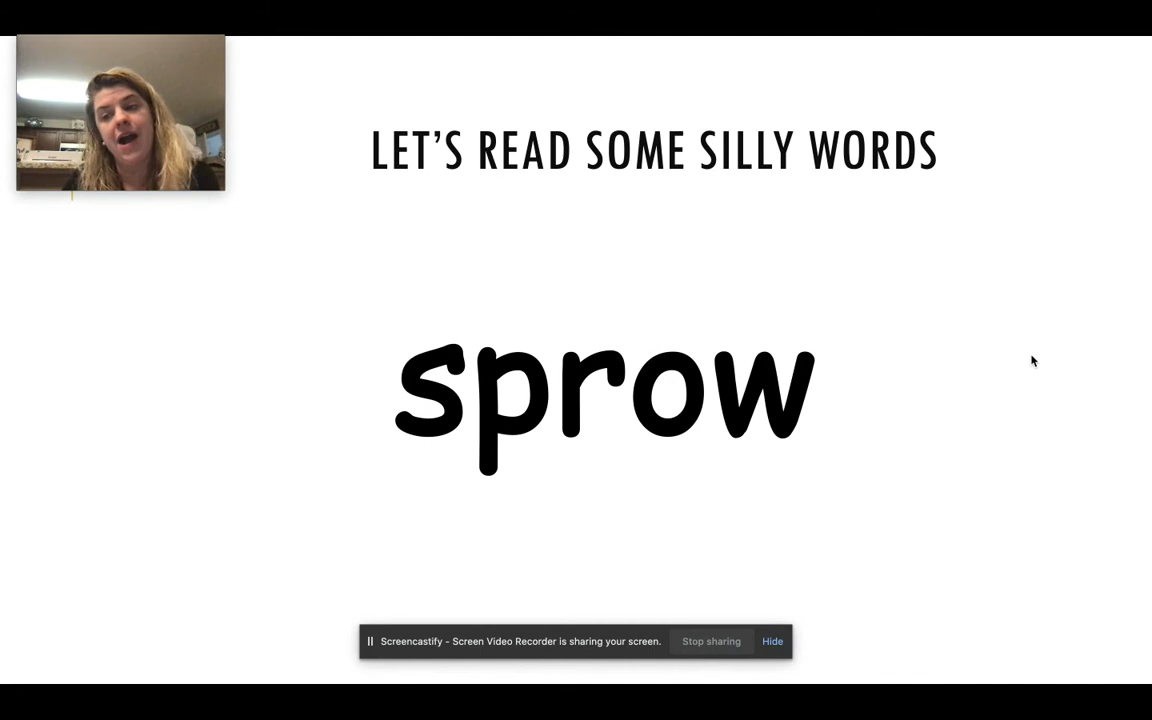 LET'S READ SOME SILLY WORDS
sprow
Screencastify - Screen Video Recorder is sharing your screen. Stop sharing Hide